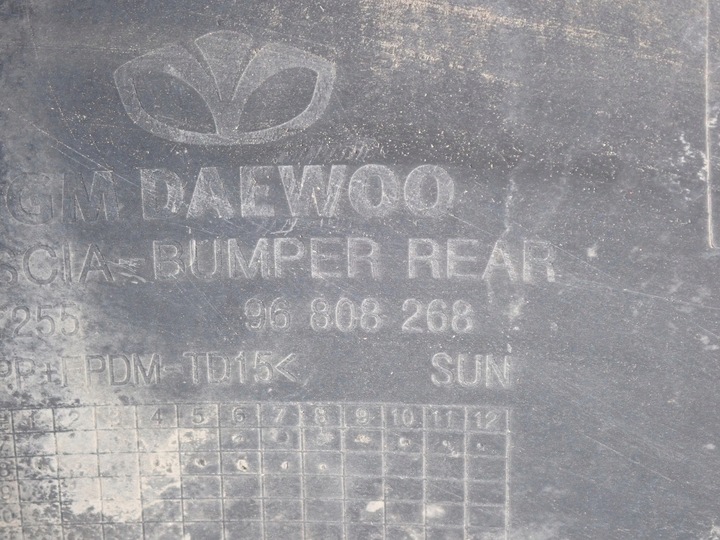 GM DAEWOO
SCIA-BUMPER REAR
255 96 808 268
PP+EPDM-TD15< SUN
1 2 3 4 5 6 7 8 9 10 11 12